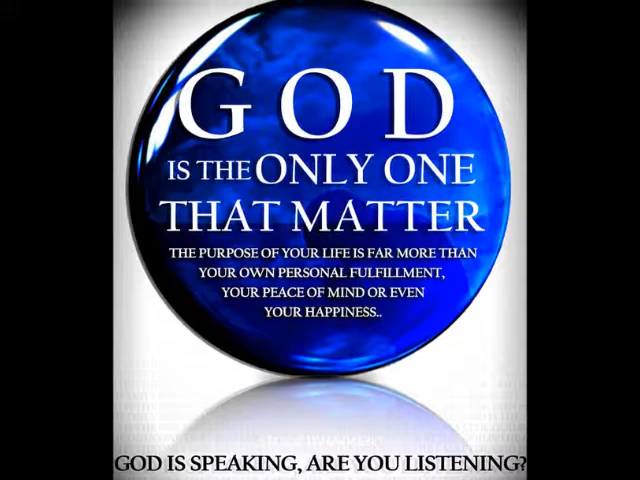 GOD
IS THE ONLY ONE
THAT MATTER
THE PURPOSE OF YOUR LIFE IS FAR MORE THAN
YOUR OWN PERSONAL FULFILLMENT,
YOUR PEACE OF MIND OR EVEN
YOUR HAPPINESS..
GOD IS SPEAKING, ARE YOU LISTENING?